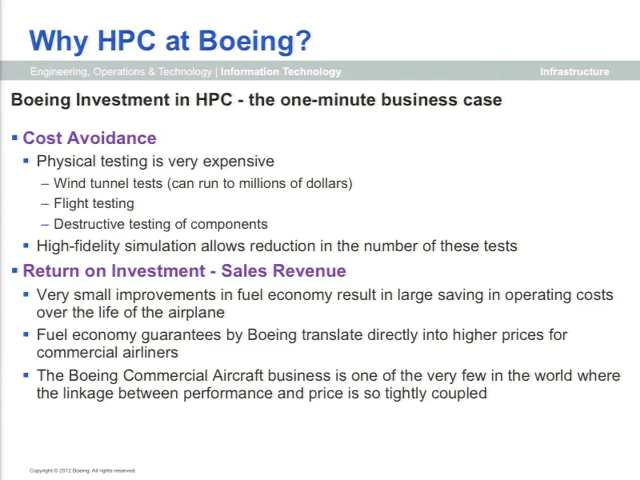 Why HPC at Boeing?
Engineering, Operations & Technology | Information Technology
Infrastructure
Boeing Investment in HPC - the one-minute business case
▪ Cost Avoidance
▪ Physical testing is very expensive
– Wind tunnel tests (can run to millions of dollars)
– Flight testing
– Destructive testing of components
▪ High-fidelity simulation allows reduction in the number of these tests
▪ Return on Investment - Sales Revenue
▪ Very small improvements in fuel economy result in large saving in operating costs
over the life of the airplane
▪ Fuel economy guarantees by Boeing translate directly into higher prices for
commercial airliners
▪ The Boeing Commercial Aircraft business is one of the very few in the world where
the linkage between performance and price is so tightly coupled
Copyright © 2012 Boeing. All rights reserved.